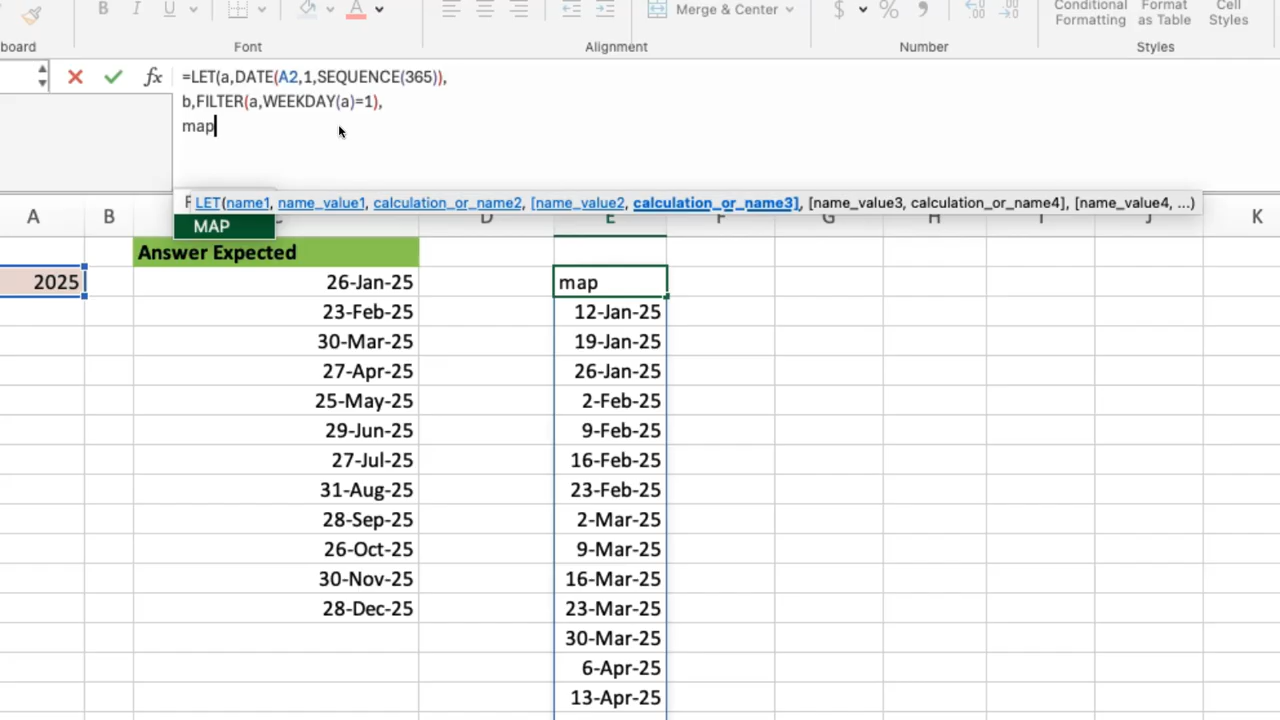 $
%
Merge & Center
Conditional Formatting
Format as Table
Cell Styles
B
I
U
A
board
Font
Alignment
Number
Styles
fx
=LET(a,DATE(A2,1,SEQUENCE(365)),
b,FILTER(a,WEEKDAY(a)=1),
map
LET(name1, name_value1, calculation_or_name2, [name_value2, calculation_or_name3], [name_value3, calculation_or_name4], [name_value4, ...)
MAP
A B D E F G H I J K
Answer Expected
2025 26-Jan-25 map
23-Feb-25 12-Jan-25
30-Mar-25 19-Jan-25
27-Apr-25 26-Jan-25
25-May-25 2-Feb-25
29-Jun-25 9-Feb-25
27-Jul-25 16-Feb-25
31-Aug-25 23-Feb-25
28-Sep-25 2-Mar-25
26-Oct-25 9-Mar-25
30-Nov-25 16-Mar-25
28-Dec-25 23-Mar-25
30-Mar-25
6-Apr-25
13-Apr-25